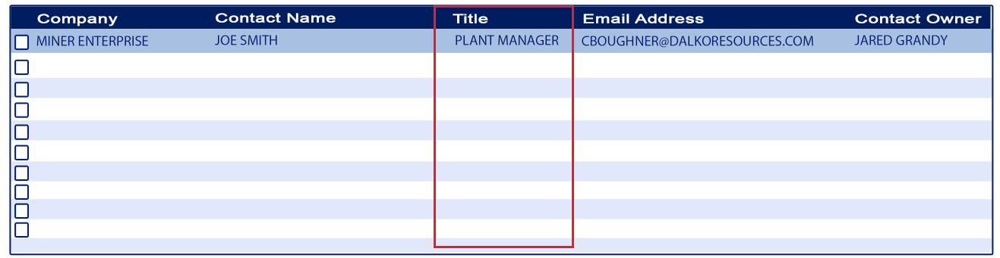 Company Contact Name Title Email Address Contact Owner
MINER ENTERPRISE JOE SMITH PLANT MANAGER CBOUGHNER@DALKORESOURCES.COM JARED GRANDY